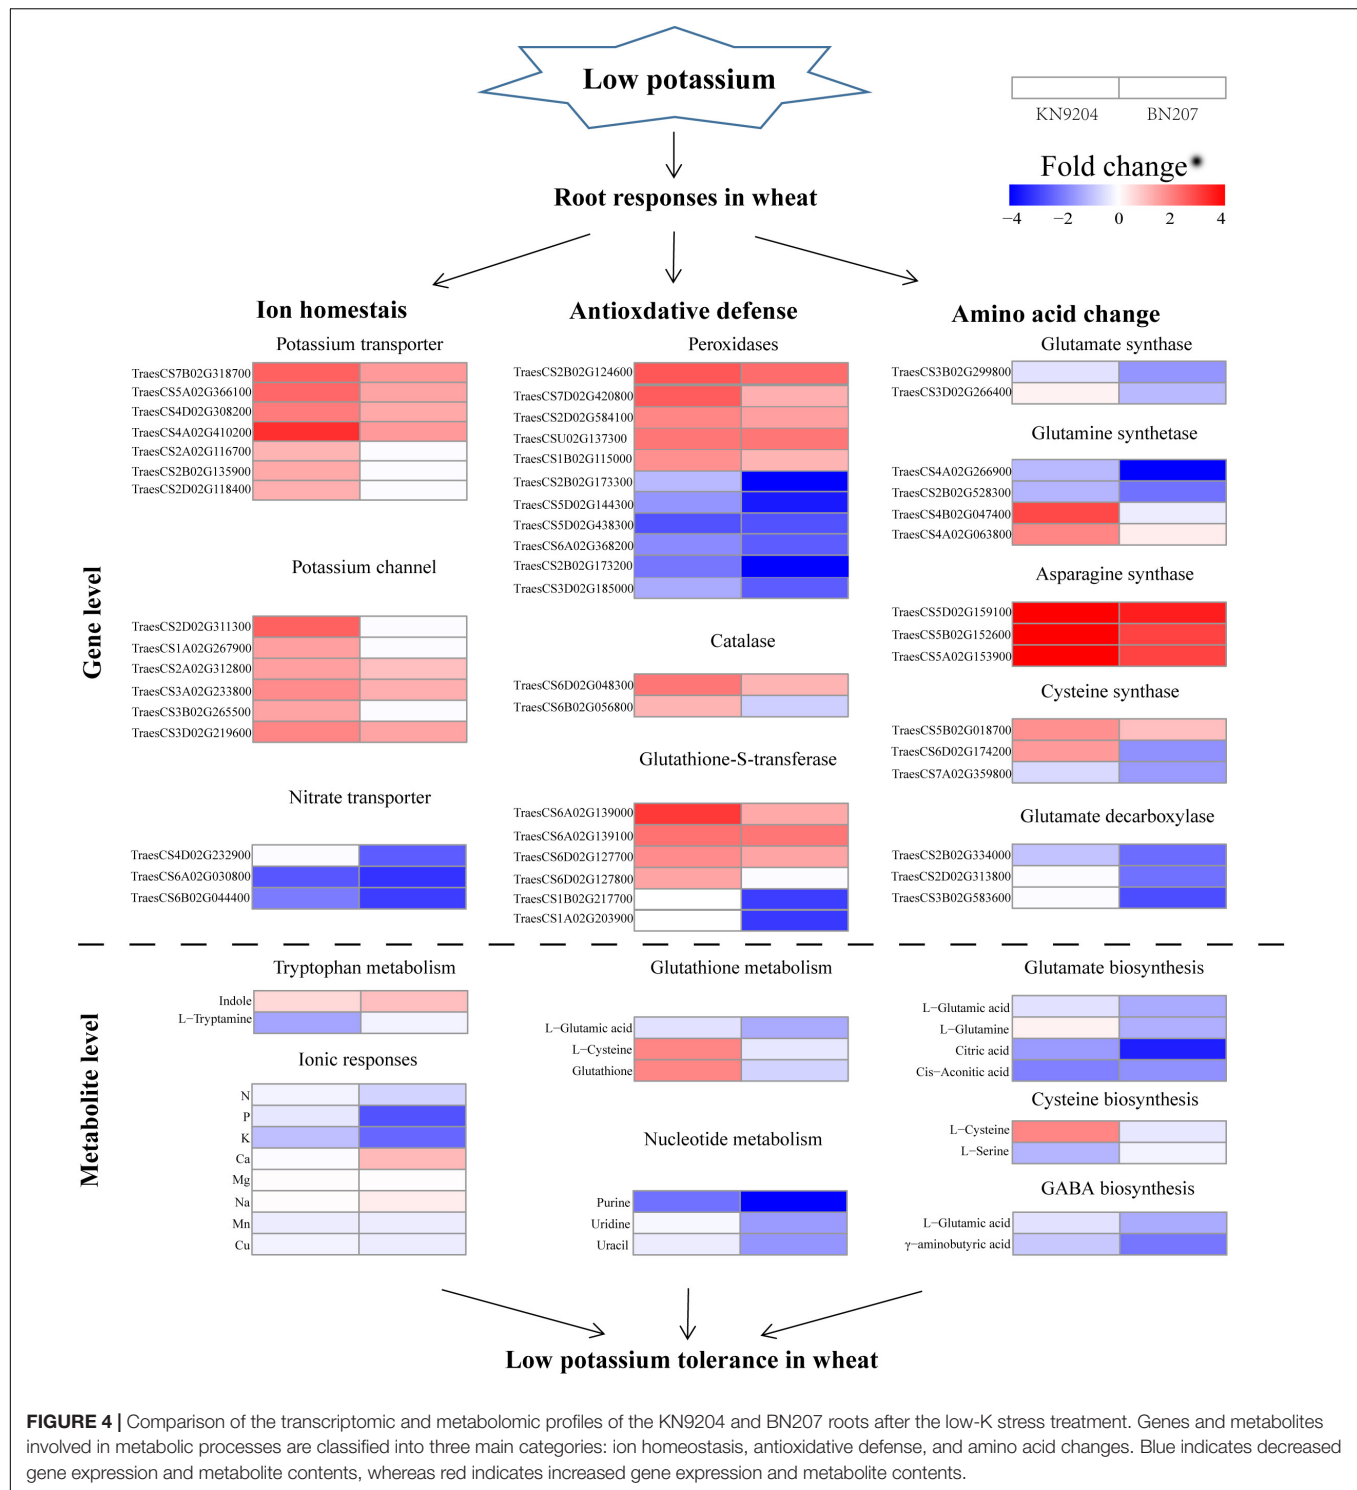 Low potassium
KN9204 BN207
Fold change*
−4 −2 0 2 4
Root responses in wheat
Ion homestais
Potassium transporter
TraesCS7B02G318700
TraesCS5A02G366100
TraesCS4D02G308200
TraesCS4A02G410200
TraesCS2A02G116700
TraesCS2B02G135900
TraesCS2D02G118400
Potassium channel
TraesCS2D02G311300
TraesCS1A02G267900
TraesCS2A02G312800
TraesCS3A02G233800
TraesCS3B02G265500
TraesCS3D02G219600
Nitrate transporter
TraesCS4D02G232900
TraesCS6A02G030800
TraesCS6B02G044400
Antioxdative defense
Peroxidases
TraesCS2B02G124600
TraesCS7D02G420800
TraesCS2D02G584100
TraesCSU02G137300
TraesCS1B02G115000
TraesCS2B02G173300
TraesCS5D02G144300
TraesCS5D02G438300
TraesCS6A02G368200
TraesCS2B02G173200
TraesCS3D02G185000
Catalase
TraesCS6D02G048300
TraesCS6B02G056800
Glutathione-S-transferase
TraesCS6A02G139000
TraesCS6A02G139100
TraesCS6D02G127700
TraesCS6D02G127800
TraesCS1B02G217700
TraesCS1A02G203900
Amino acid change
Glutamate synthase
TraesCS3B02G299800
TraesCS3D02G266400
Glutamine synthetase
TraesCS4A02G266900
TraesCS2B02G528300
TraesCS4B02G047400
TraesCS4A02G063800
Asparagine synthase
TraesCS5D02G159100
TraesCS5B02G152600
TraesCS5A02G153900
Cysteine synthase
TraesCS5B02G018700
TraesCS6D02G174200
TraesCS7A02G359800
Glutamate decarboxylase
TraesCS2B02G334000
TraesCS2D02G313800
TraesCS3B02G583600
Gene level
Metabolite level
Tryptophan metabolism
Indole
L−Tryptamine
Ionic responses
N
P
K
Ca
Mg
Na
Mn
Cu
Glutathione metabolism
L−Glutamic acid
L−Cysteine
Glutathione
Nucleotide metabolism
Purine
Uridine
Uracil
Glutamate biosynthesis
L−Glutamic acid
L−Glutamine
Citric acid
Cis−Aconitic acid
Cysteine biosynthesis
L−Cysteine
L−Serine
GABA biosynthesis
L−Glutamic acid
γ−aminobutyric acid
Low potassium tolerance in wheat
FIGURE 4 | Comparison of the transcriptomic and metabolomic profiles of the KN9204 and BN207 roots after the low-K stress treatment. Genes and metabolites
involved in metabolic processes are classified into three main categories: ion homeostasis, antioxidative defense, and amino acid changes. Blue indicates decreased
gene expression and metabolite contents, whereas red indicates increased gene expression and metabolite contents.